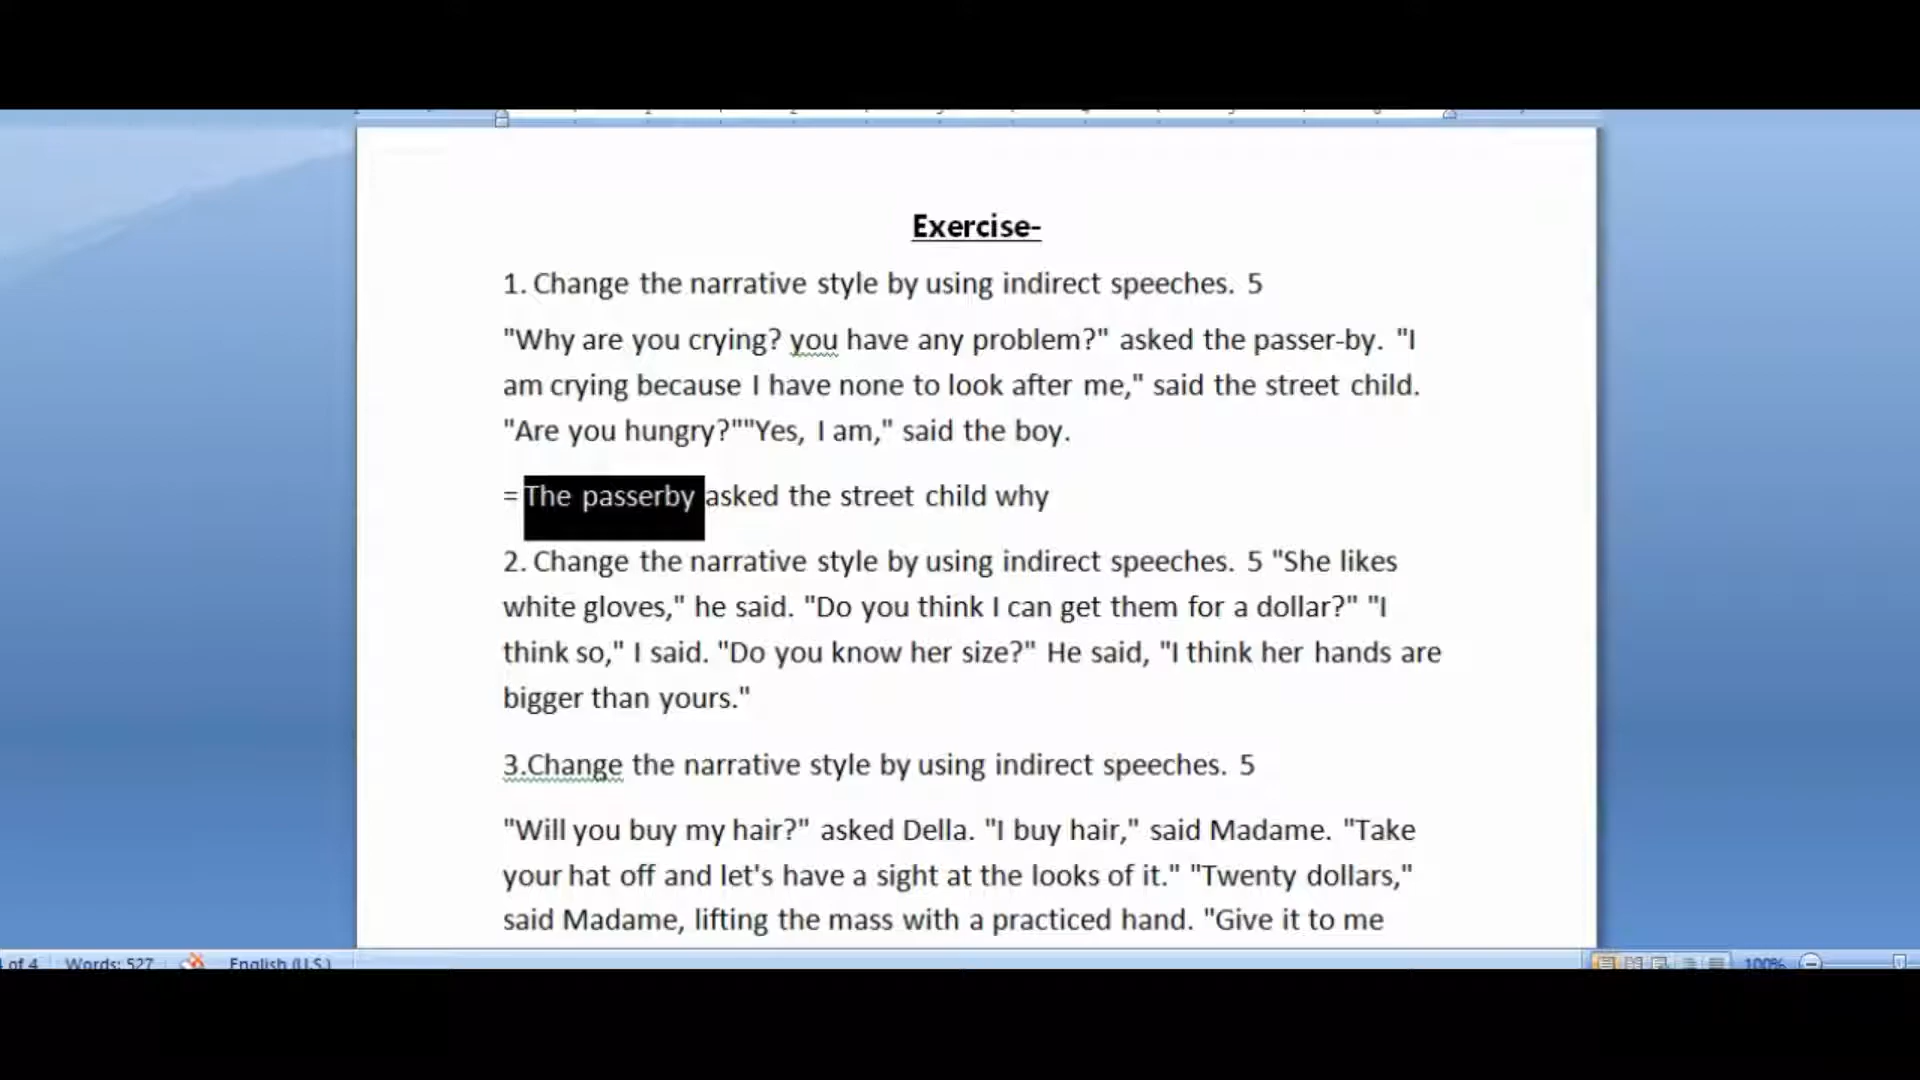 Exercise-
1. Change the narrative style by using indirect speeches. 5
"Why are you crying? you have any problem?" asked the passer-by. "I
am crying because I have none to look after me," said the street child.
"Are you hungry?""Yes, I am," said the boy.
= The passerby asked the street child why
2. Change the narrative style by using indirect speeches. 5 "She likes
white gloves," he said. "Do you think I can get them for a dollar?" "I
think so," I said. "Do you know her size?" He said, "I think her hands are
bigger than yours."
3.Change the narrative style by using indirect speeches. 5
"Will you buy my hair?" asked Della. "I buy hair," said Madame. "Take
your hat off and let's have a sight at the looks of it." "Twenty dollars,"
said Madame, lifting the mass with a practiced hand. "Give it to me
of 4 Words: 527 English (U.S.) 100%